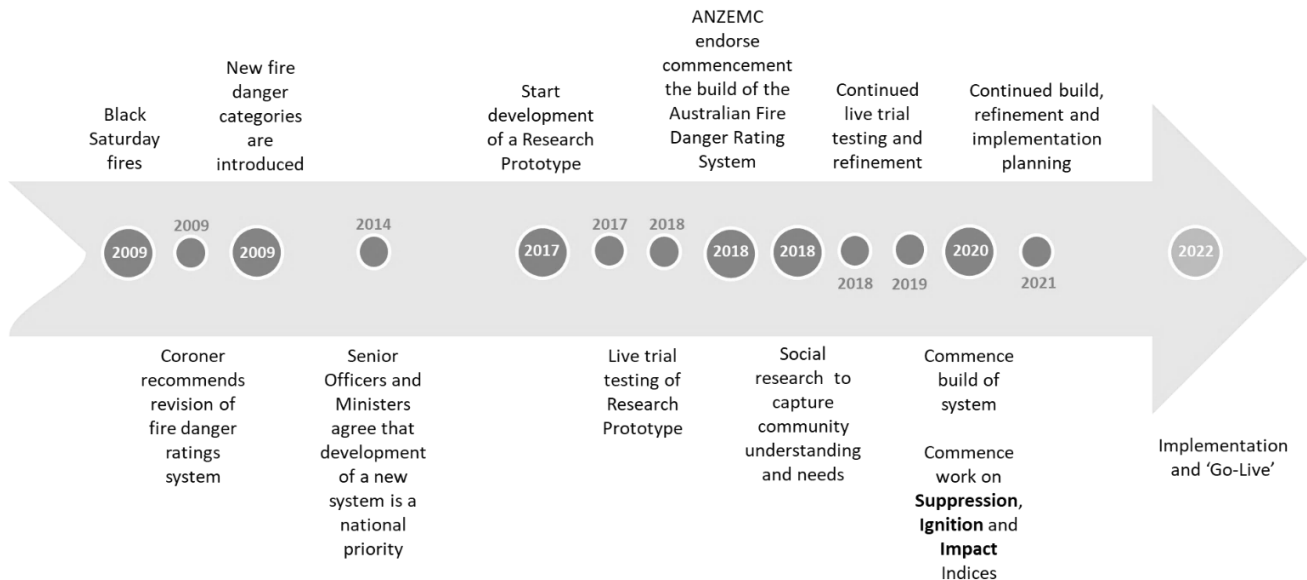 Black
Saturday
fires
New fire
danger
categories
are
introduced
Start
development
of a Research
Prototype
ANZEMC
endorse
commencement
the build of the
Australian Fire
Danger Rating
System
Continued
live trial
testing and
refinement
Continued build,
refinement and
implementation
planning
2009
2009
2009
2014
2017
2017
2018
2018
2018
2018
2019
2020
2021
2022
Coroner
recommends
revision of
fire danger
ratings
system
Senior
Officers and
Ministers
agree that
development
of a new
system is a
national
priority
Live trial
testing of
Research
Prototype
Social
research to
capture
community
understanding
and needs
Commence
build of
system
Commence
work on
Suppression,
Ignition and
Impact
Indices
Implementation
and ‘Go-Live’